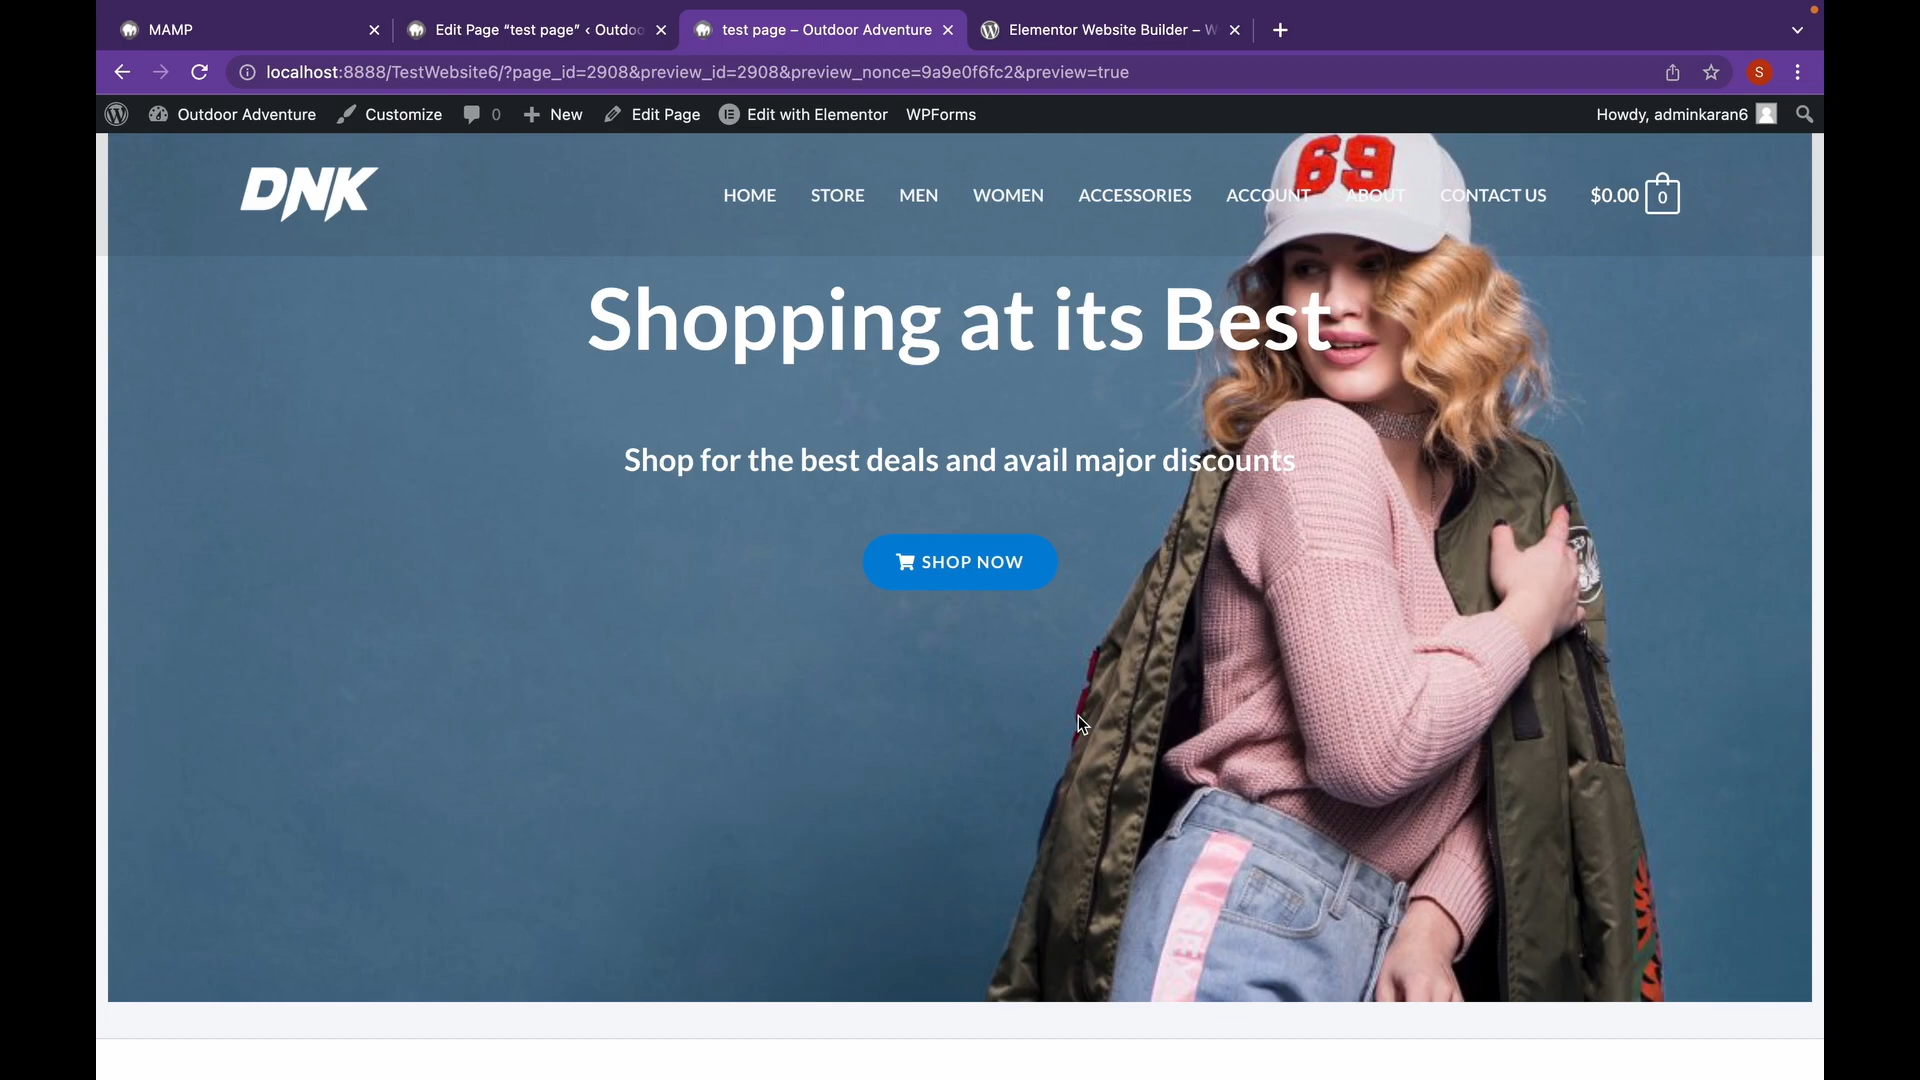 MAMP
Edit Page “test page” ‹ Outdoo
test page – Outdoor Adventure
Elementor Website Builder – W
localhost:8888/TestWebsite6/?page_id=2908&preview_id=2908&preview_nonce=9a9e0f6fc2&preview=true
S
Outdoor Adventure
Customize
0
New
Edit Page
Edit with Elementor
WPForms
Howdy, adminkaran6
69
DNK
HOME
STORE
MEN
WOMEN
ACCESSORIES
ACCOUNT
ABOUT
CONTACT US
$0.00
0
Shopping at its Best
Shop for the best deals and avail major discounts
SHOP NOW